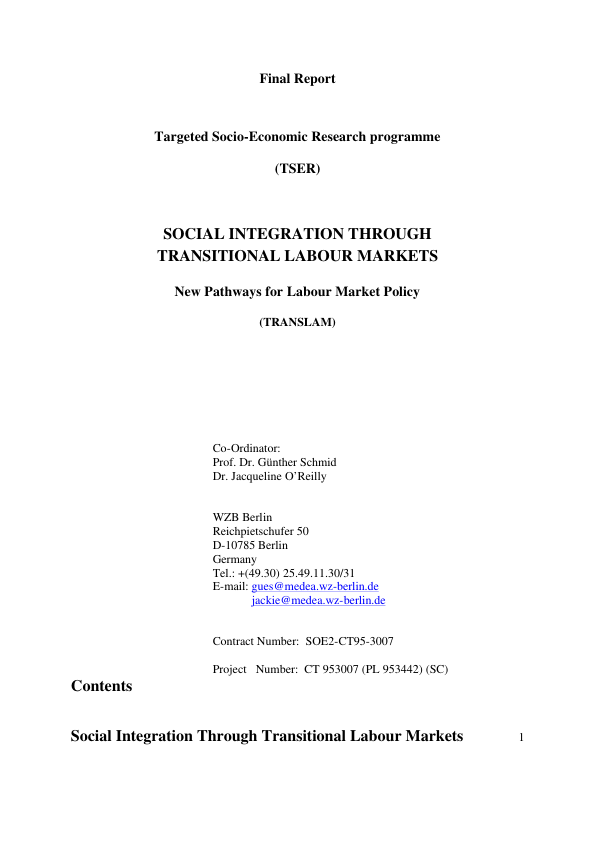 Final Report
Targeted Socio-Economic Research programme
(TSER)
SOCIAL INTEGRATION THROUGH
TRANSITIONAL LABOUR MARKETS
New Pathways for Labour Market Policy
(TRANSLAM)
Co-Ordinator:
Prof. Dr. Günther Schmid
Dr. Jacqueline O’Reilly
WZB Berlin
Reichpietschufer 50
D-10785 Berlin
Germany
Tel.: +(49.30) 25.49.11.30/31
E-mail: gues@medea.wz-berlin.de
jackie@medea.wz-berlin.de
Contract Number: SOE2-CT95-3007
Project Number: CT 953007 (PL 953442) (SC)
Contents
Social Integration Through Transitional Labour Markets 1